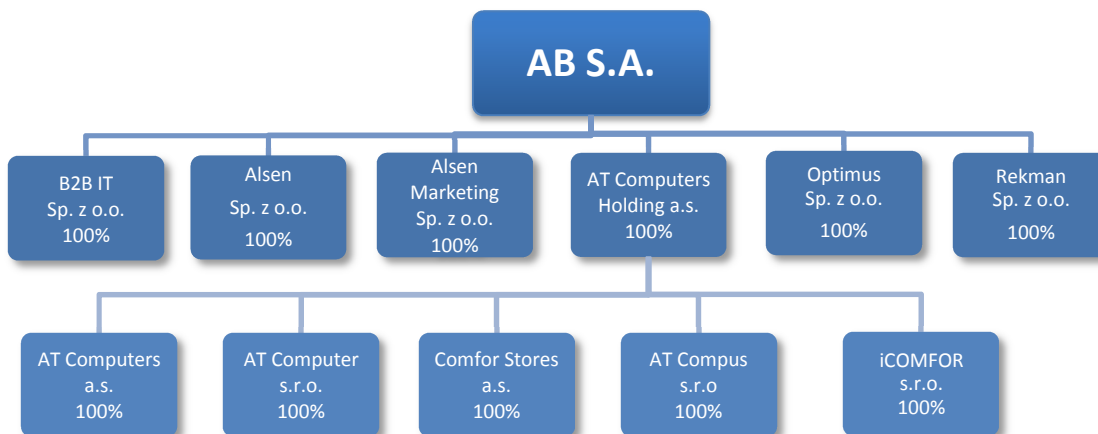 AB S.A.
B2B IT
Sp. z o.o.
100%
Alsen
Sp. z o.o.
100%
Alsen
Marketing
Sp. z o.o.
100%
AT Computers
Holding a.s.
100%
Optimus
Sp. z o.o.
100%
Rekman
Sp. z o.o.
100%
AT Computers
a.s.
100%
AT Computer
s.r.o.
100%
Comfor Stores
a.s.
100%
AT Compus
s.r.o
100%
iCOMFOR
s.r.o.
100%